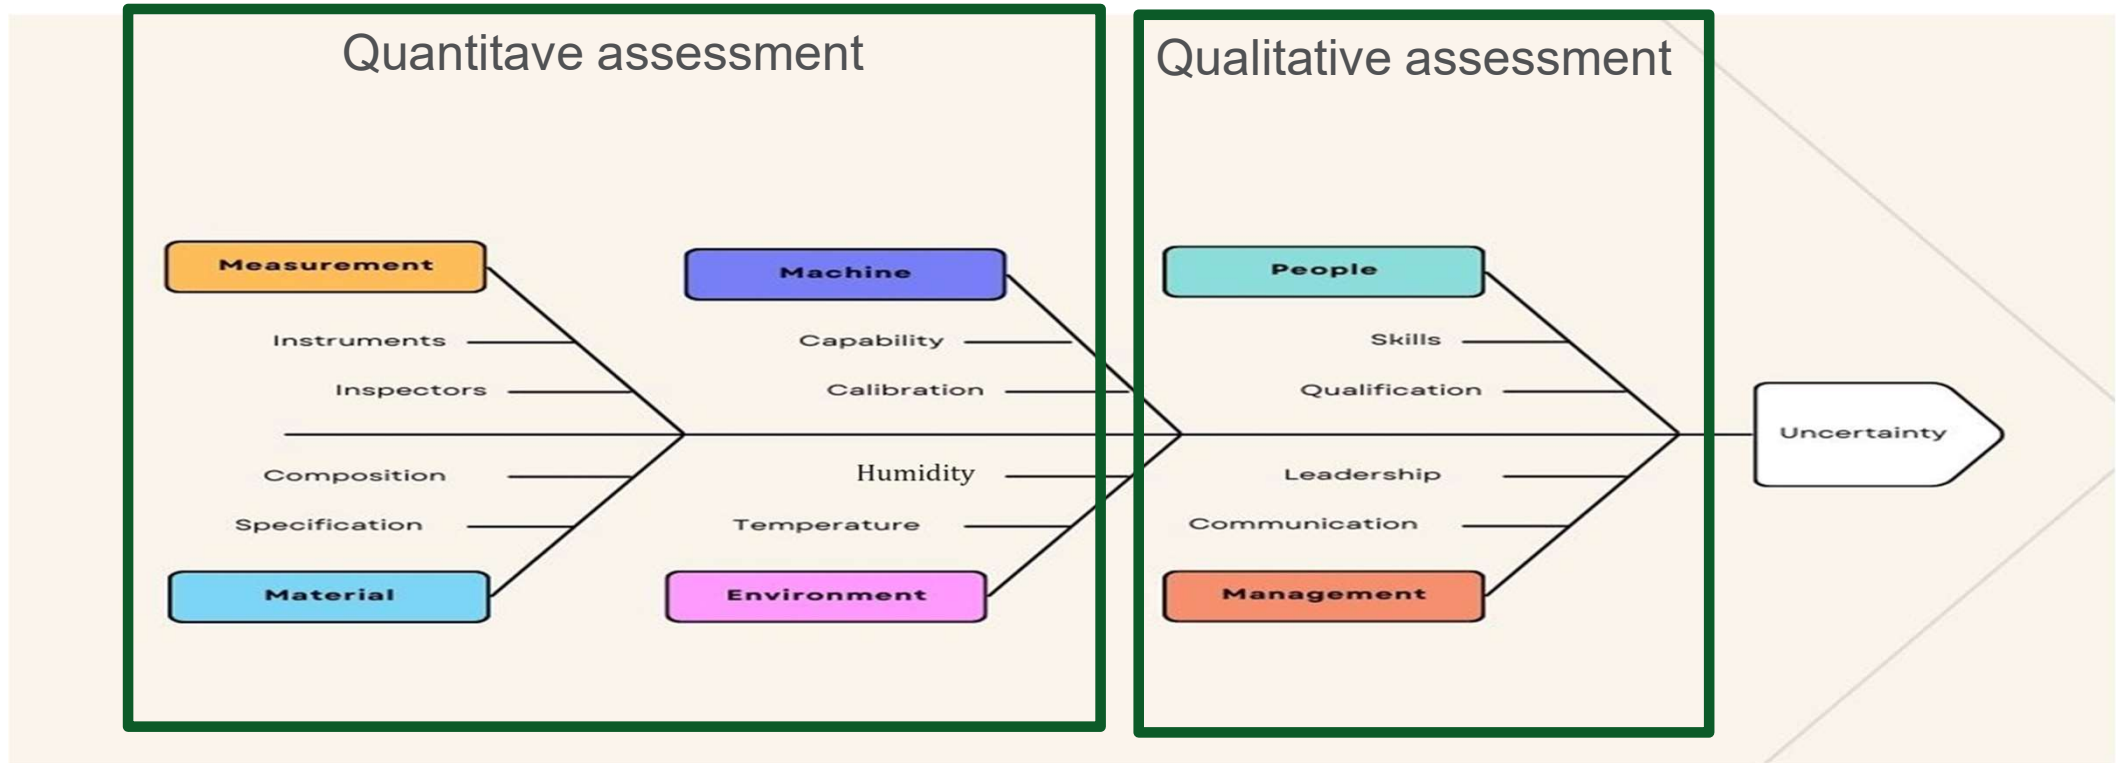 Quantitave assessment
Qualitative assessment
Measurement
Machine
People
Instruments
Capability
Skills
Inspectors
Calibration
Qualification
Uncertainty
Composition
Humidity
Leadership
Specification
Temperature
Communication
Material
Environment
Management